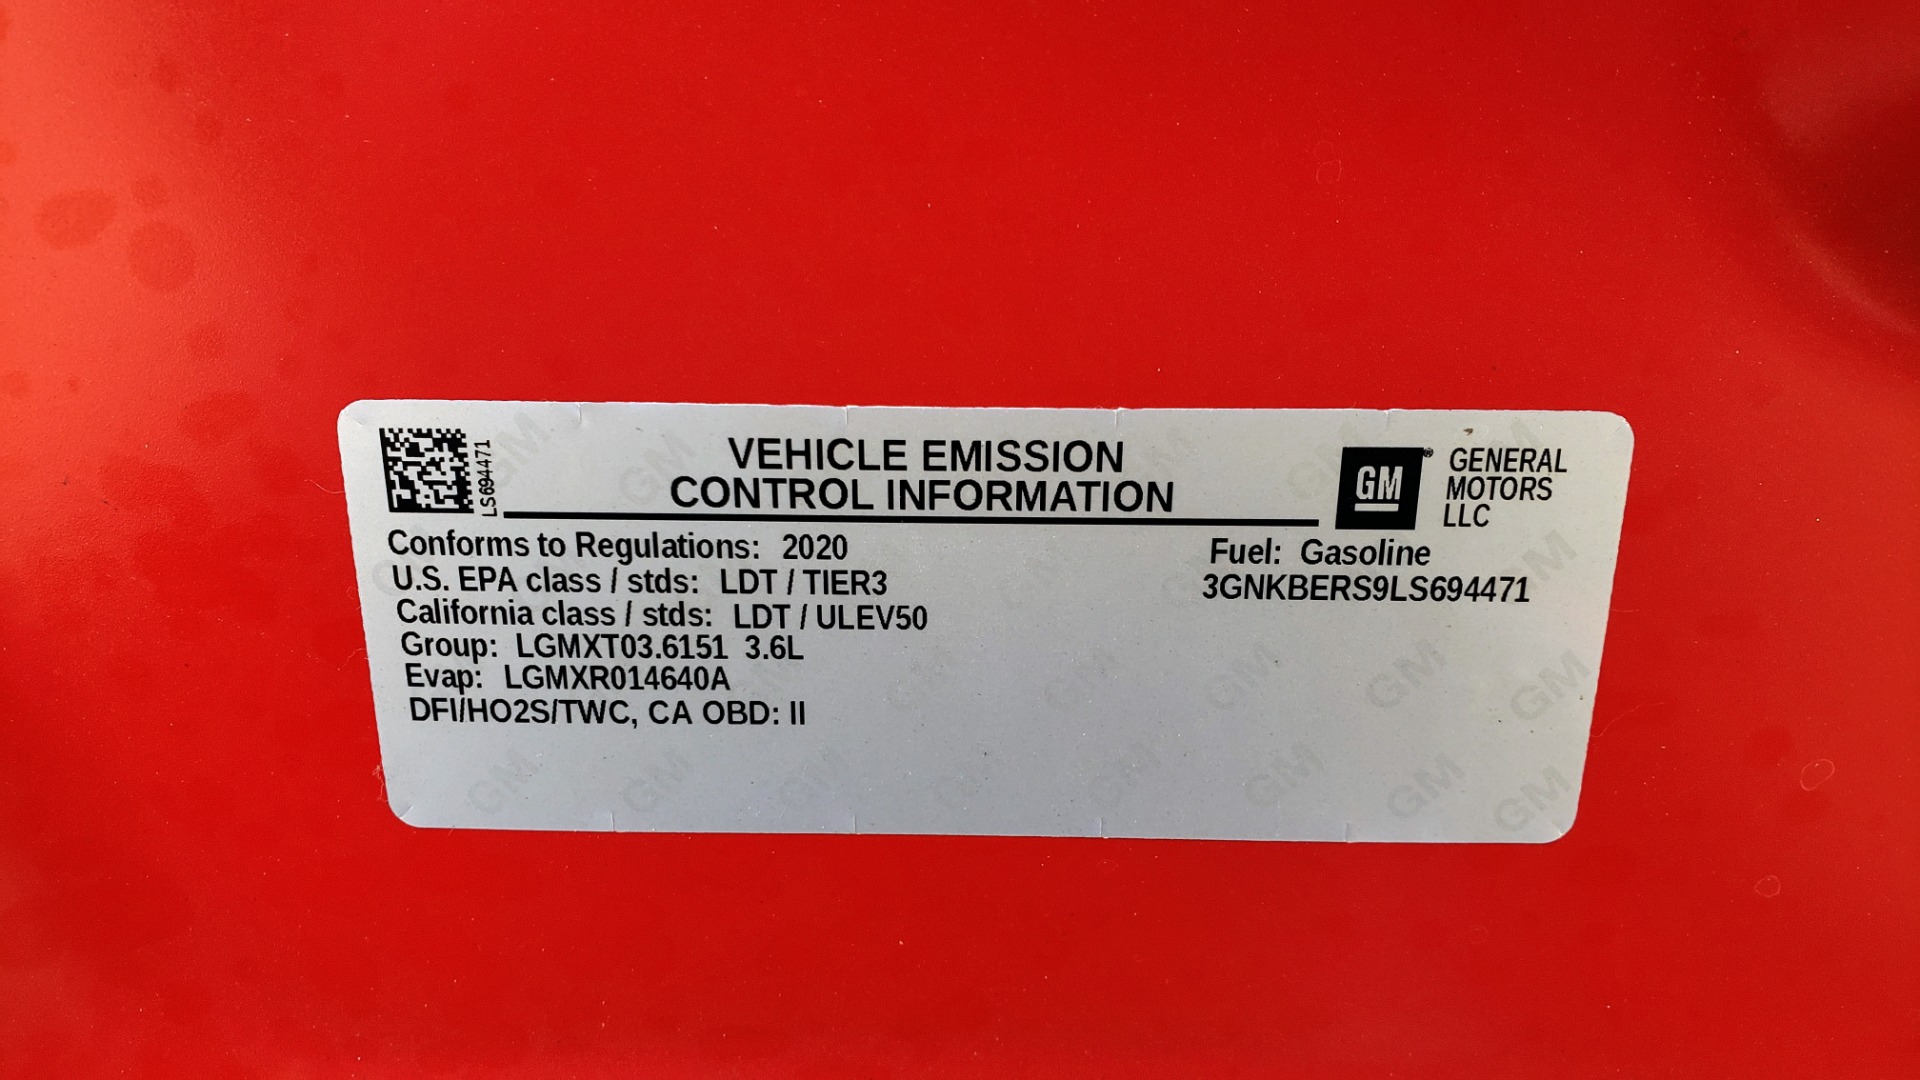 LS694471
VEHICLE EMISSION
CONTROL INFORMATION
GM
GENERAL
MOTORS
LLC
Conforms to Regulations: 2020
U.S. EPA class / stds: LDT / TIER3
California class / stds: LDT / ULEV50
Group: LGMXT03.6151 3.6L
Evap: LGMXR014640A
DFI/HO2S/TWC, CA OBD: II
Fuel: Gasoline
3GNKBERS9LS694471